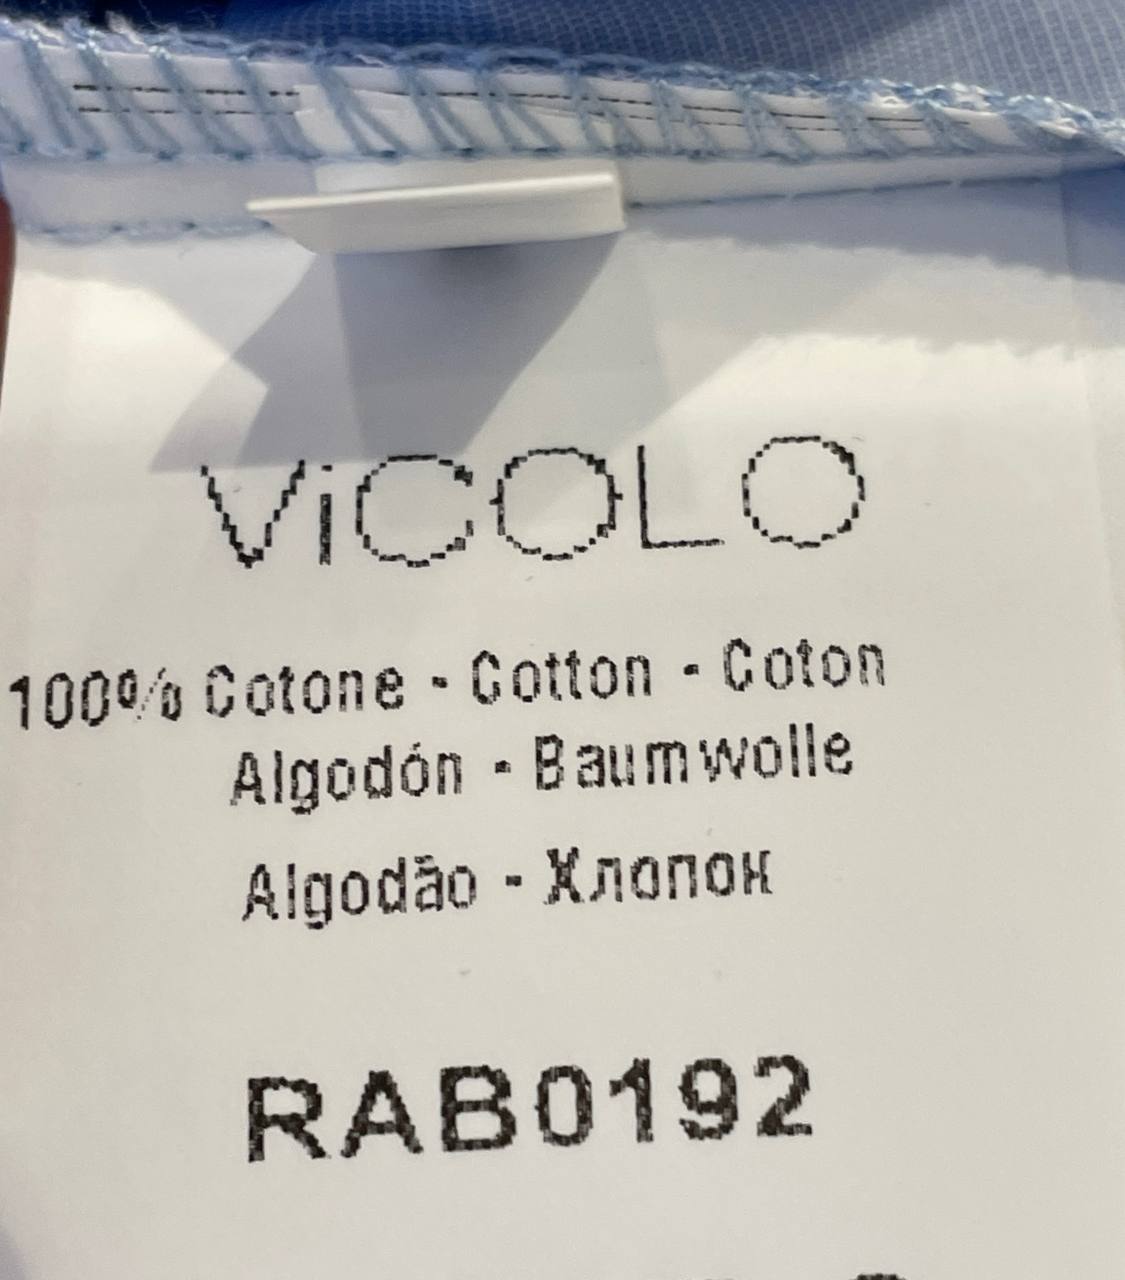 ViCOLO
100% Cotone - Cotton - Coton
Algodón - Baumwolle
Algodão - Хлопок
RAB0192